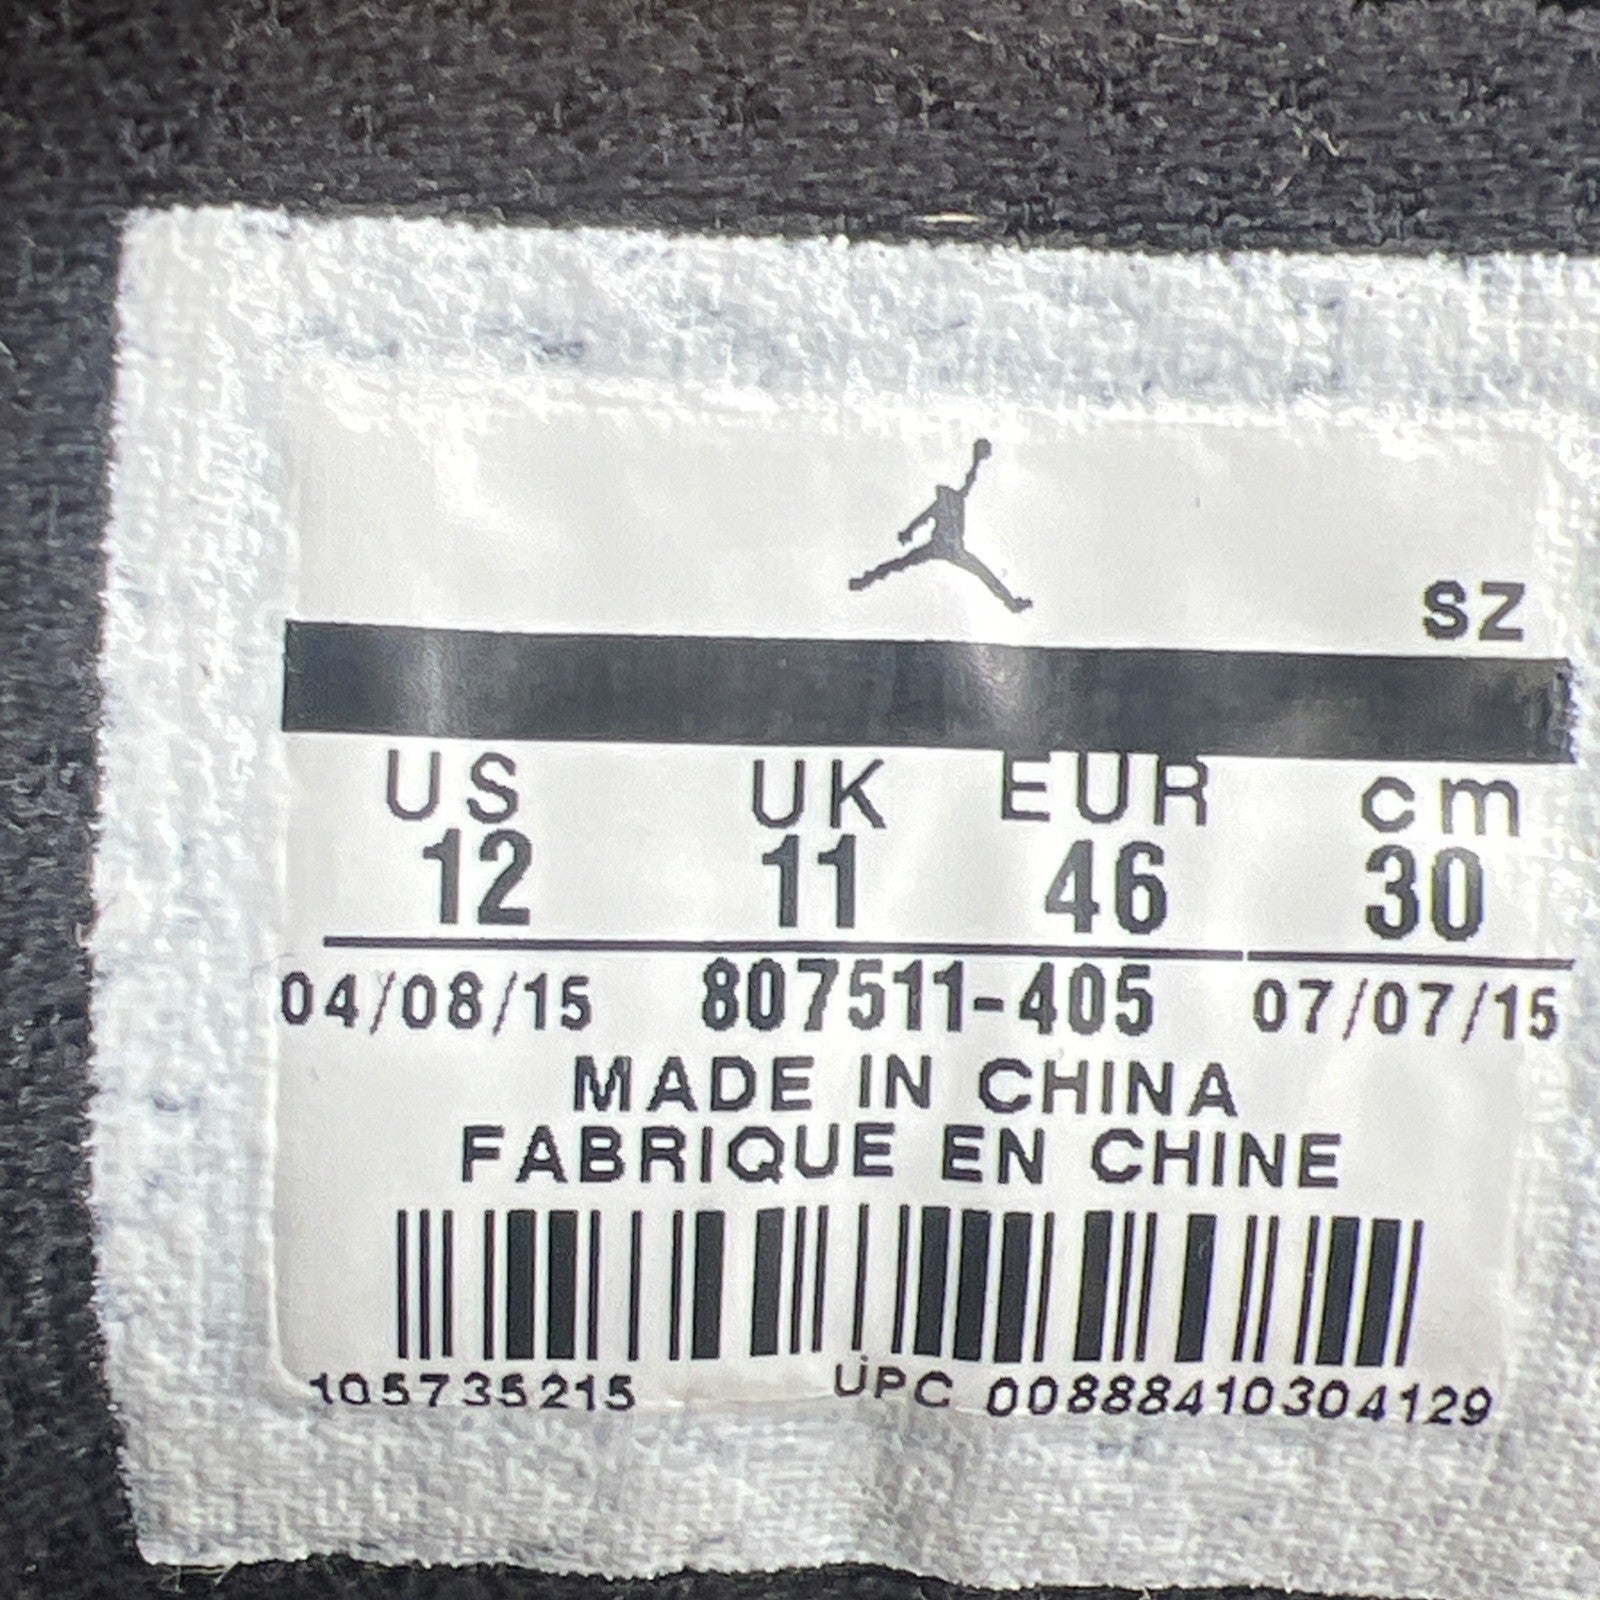 SZ
US UK EUR cm
12 11 46 30
04/08/15 807511-405 07/07/15
MADE IN CHINA
FABRIQUE EN CHINE
105735215 UPC 00888410304129